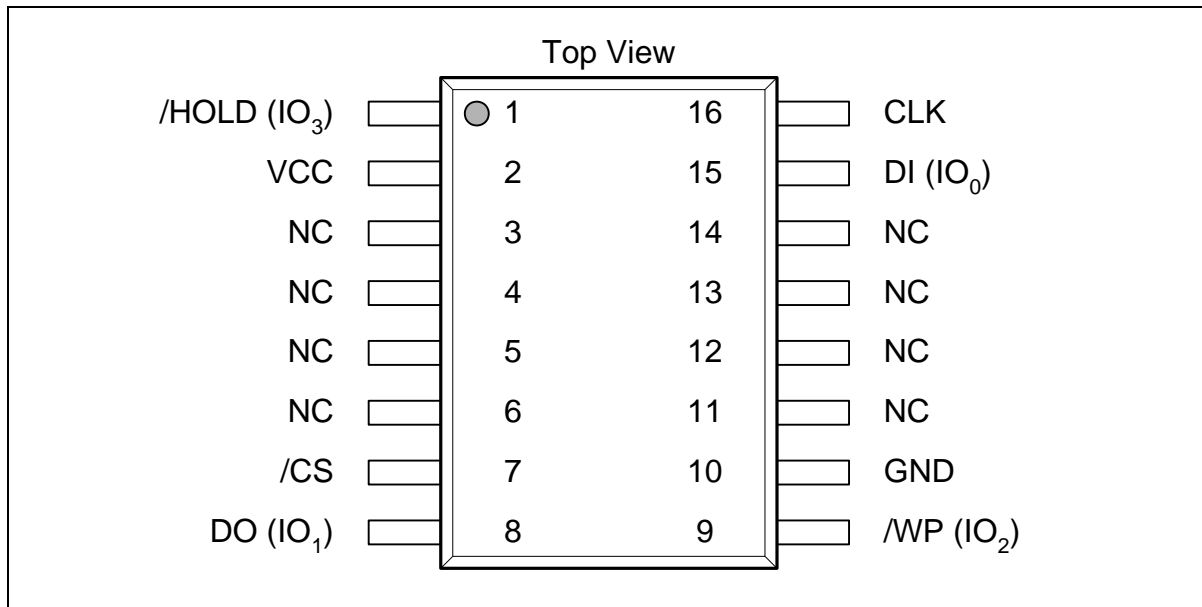 Top View
/HOLD (IO3) 1 16 CLK
VCC 2 15 DI (IO0)
NC 3 14 NC
NC 4 13 NC
NC 5 12 NC
NC 6 11 NC
/CS 7 10 GND
DO (IO1) 8 9 /WP (IO2)